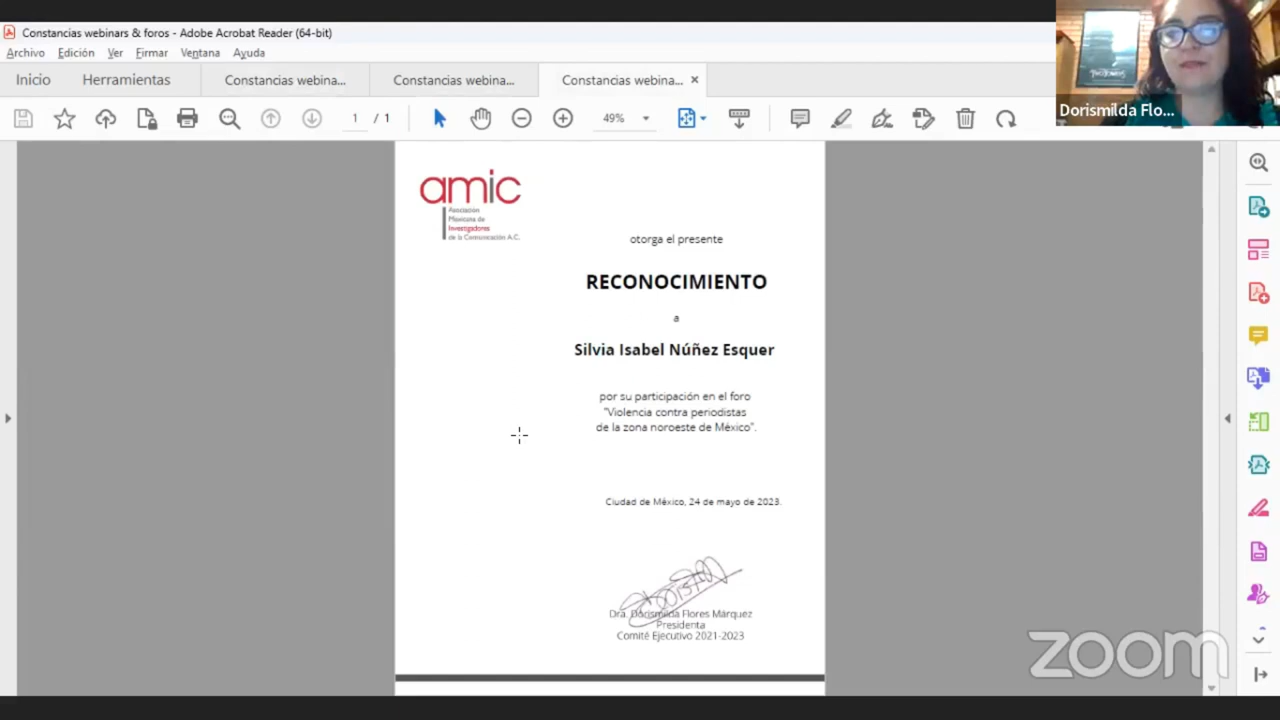 Constancias webinars & foros - Adobe Acrobat Reader (64-bit)
Archivo Edición Ver Firmar Ventana Ayuda
Inicio Herramientas Constancias webina... Constancias webina... Constancias webina... ×
1 / 1 49%
Dorismilda Flo...
amic
Asociación
Mexicana de
Investigadores
de la Comunicación A.C.
otorga el presente
RECONOCIMIENTO
a
Silvia Isabel Núñez Esquer
por su participación en el foro
"Violencia contra periodistas
de la zona noroeste de México".
Ciudad de México, 24 de mayo de 2023.
Dra. Dorismilda Flores Márquez
Presidenta
Comité Ejecutivo 2021-2023
zoom